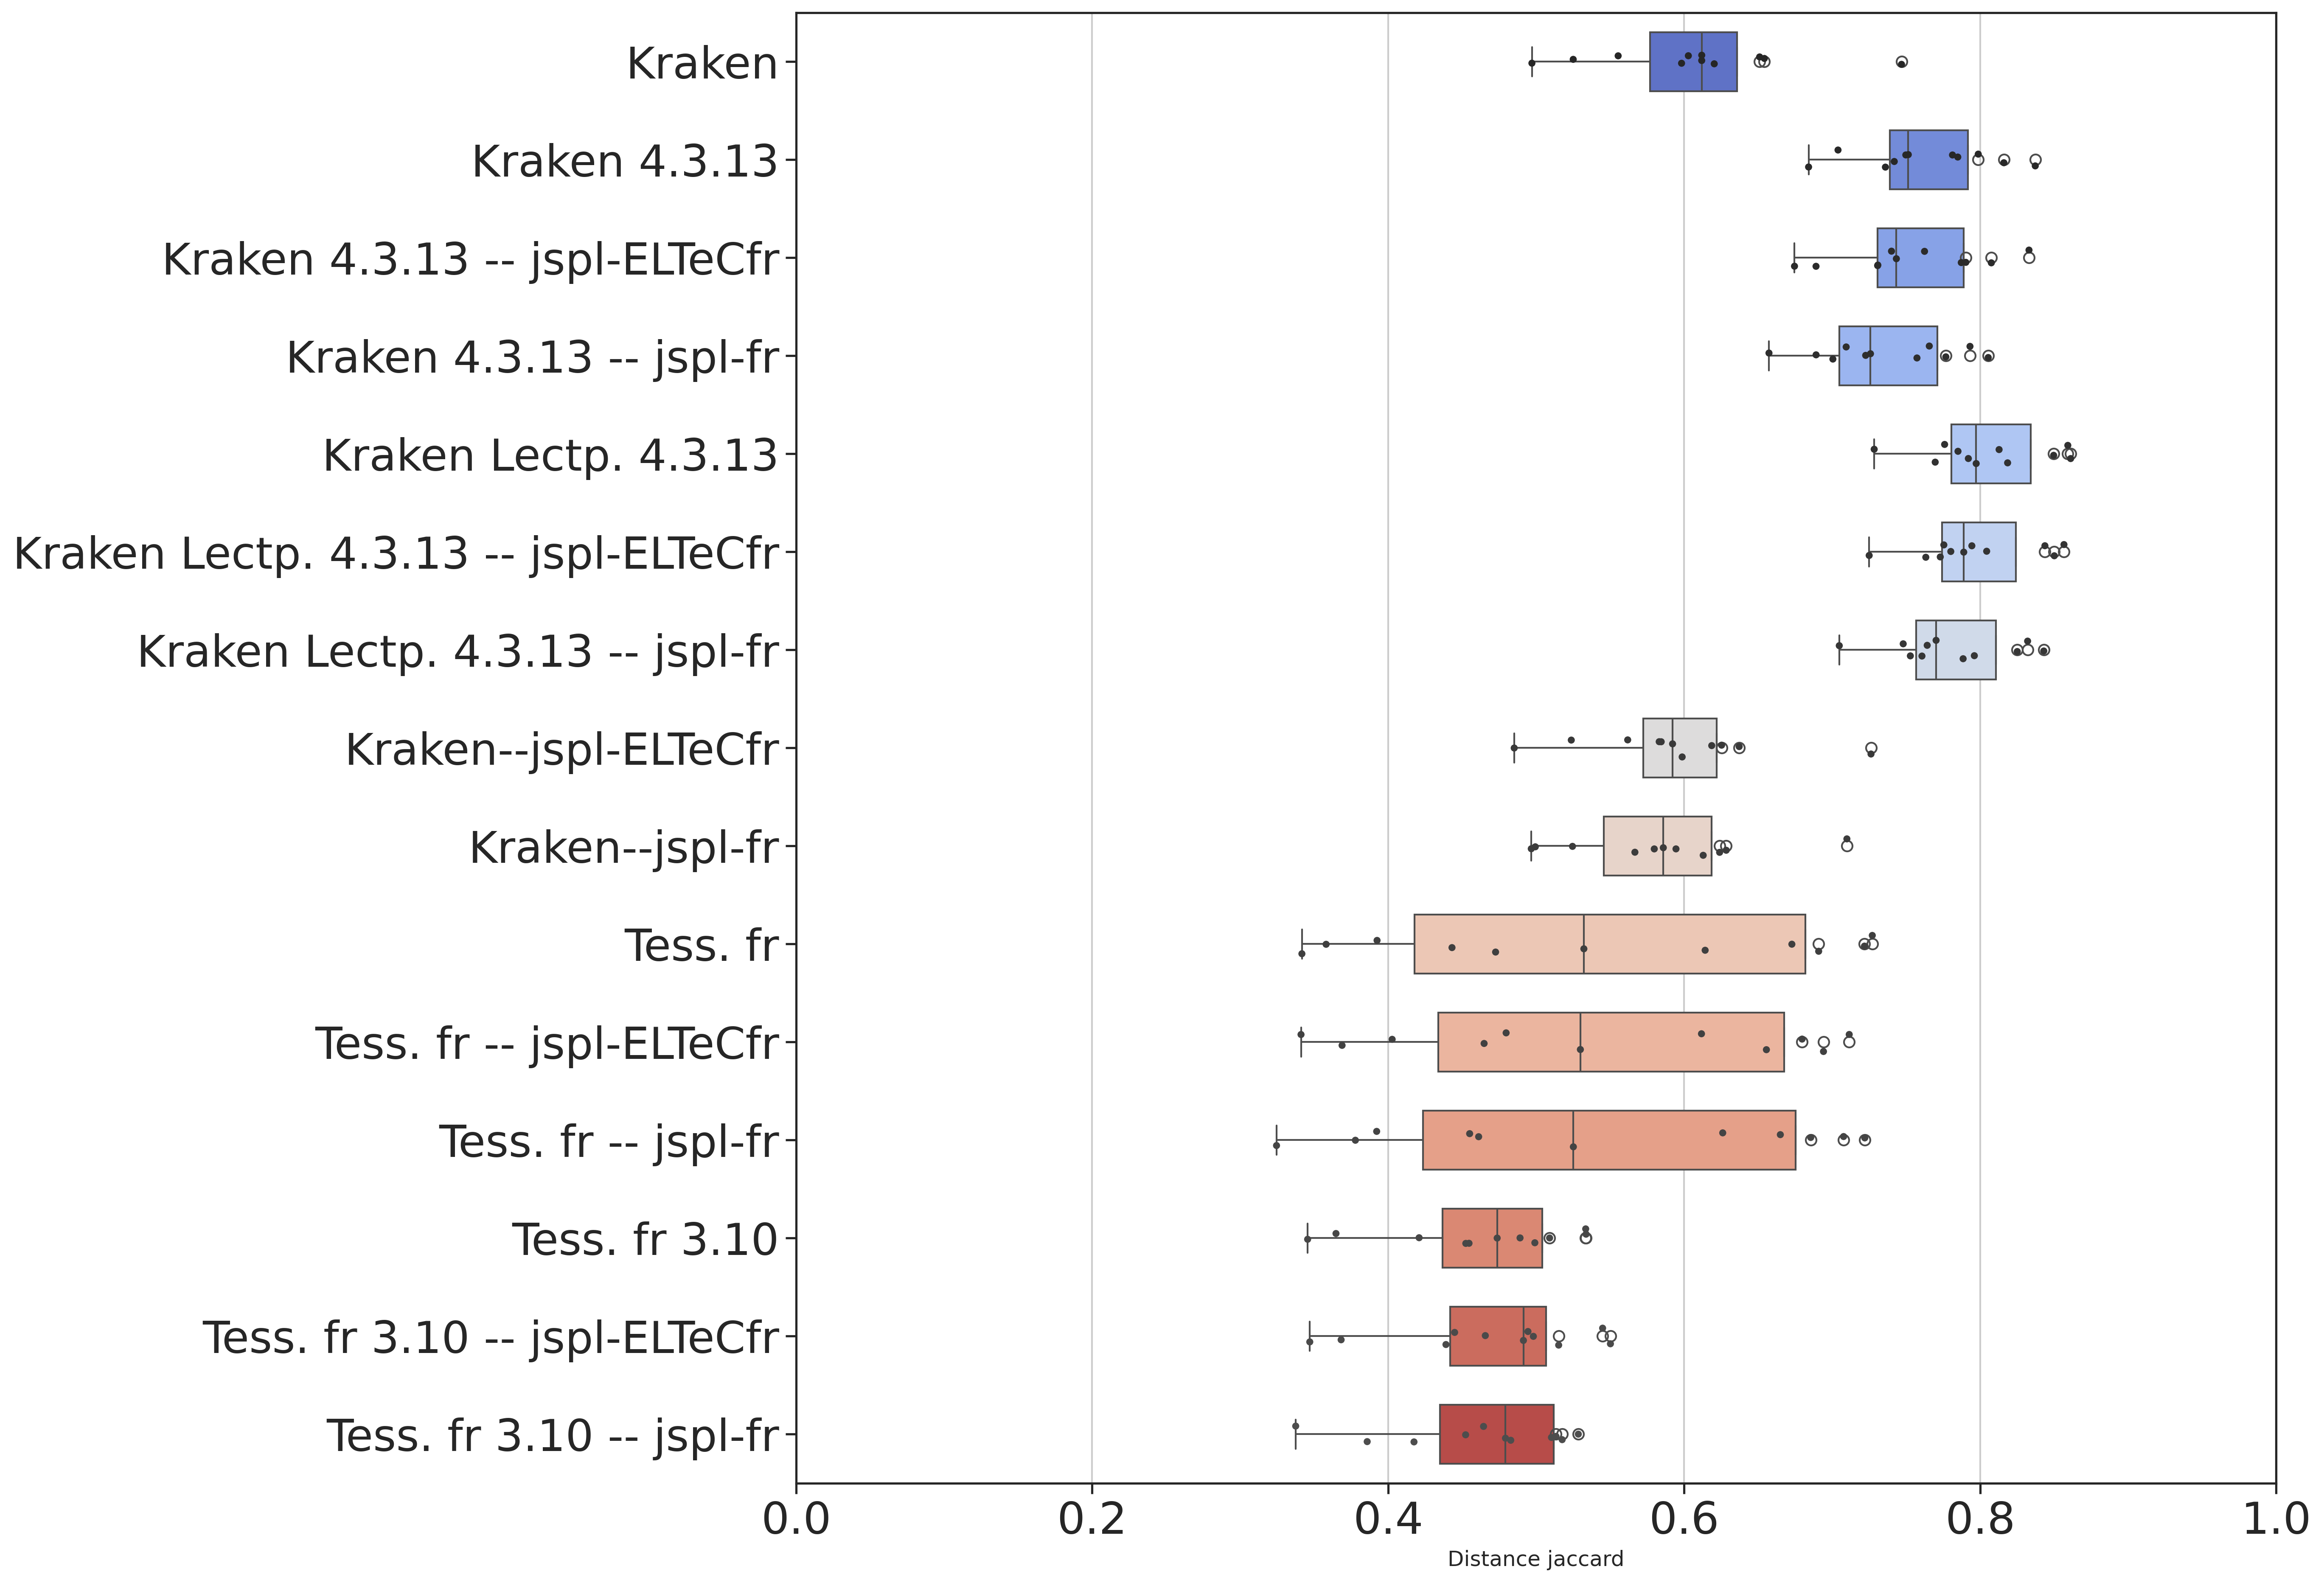 Kraken
Kraken 4.3.13
Kraken 4.3.13 -- jspl-ELTeCfr
Kraken 4.3.13 -- jspl-fr
Kraken Lectp. 4.3.13
Kraken Lectp. 4.3.13 -- jspl-ELTeCfr
Kraken Lectp. 4.3.13 -- jspl-fr
Kraken--jspl-ELTeCfr
Kraken--jspl-fr
Tess. fr
Tess. fr -- jspl-ELTeCfr
Tess. fr -- jspl-fr
Tess. fr 3.10
Tess. fr 3.10 -- jspl-ELTeCfr
Tess. fr 3.10 -- jspl-fr
0.0 0.2 0.4 0.6 0.8 1.0
Distance jaccard